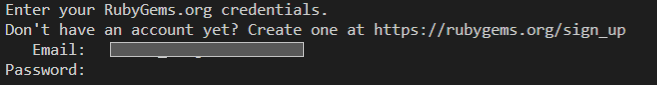 Enter your RubyGems.org credentials.
Don't have an account yet? Create one at https://rubygems.org/sign_up
Email:
Password: